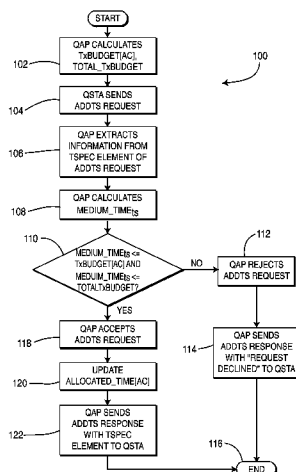 START
QAP CALCULATES
TxBUDGET[AC],
TOTAL_TxBUDGET
102
100
QSTA SENDS
ADDTS REQUEST
104
QAP EXTRACTS
INFORMATION FROM
TSPEC ELEMENT OF
ADDTS REQUEST
106
QAP CALCULATES
MEDIUM_TIMEts
108
110
MEDIUM_TIMEts <=
TxBUDGET[AC] AND
MEDIUM_TIMEts <=
TOTALTxBUDGET?
NO
112
QAP REJECTS
ADDTS REQUEST
YES
QAP ACCEPTS
ADDTS REQUEST
118
QAP SENDS
ADDTS RESPONSE
WITH "REQUEST
DECLINED" TO QSTA
114
UPDATE
ALLOCATED_TIME[AC]
120
QAP SENDS
ADDTS RESPONSE
WITH TSPEC
ELEMENT TO QSTA
122
116
END